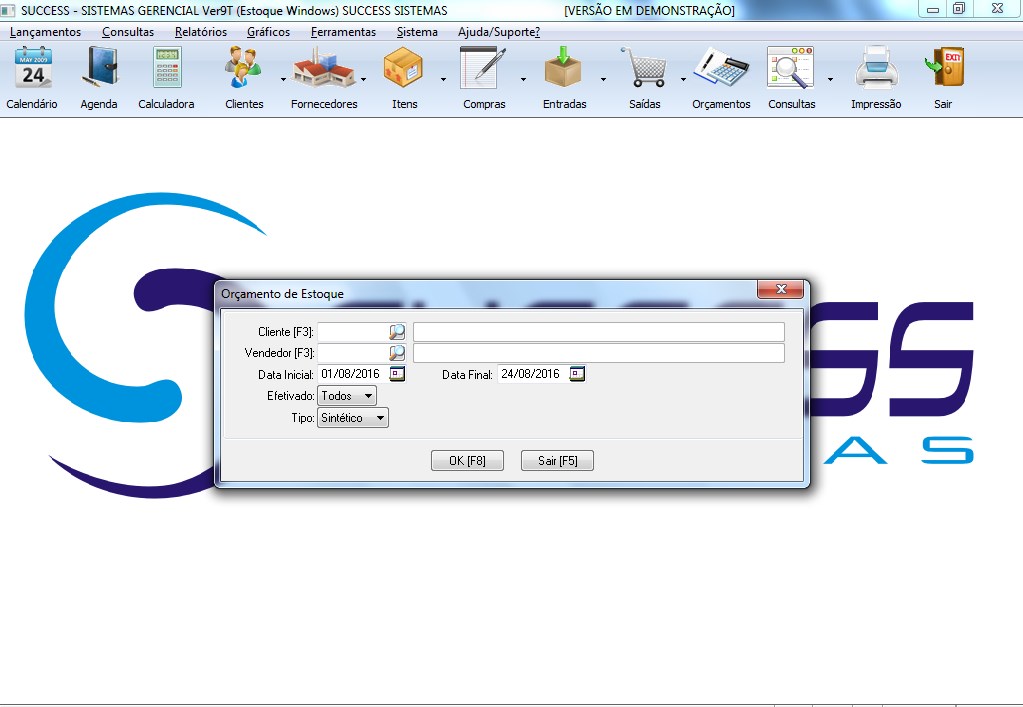 SUCCESS - SISTEMAS GERENCIAL Ver9T (Estoque Windows) SUCCESS SISTEMAS [VERSÃO EM DEMONSTRAÇÃO]
Lançamentos Consultas Relatórios Gráficos Ferramentas Sistema Ajuda/Suporte?
MAY 2009
24
EXIT
Calendário Agenda Calculadora Clientes Fornecedores Itens Compras Entradas Saídas Orçamentos Consultas Impressão Sair
Orçamento de Estoque
Cliente [F3]:
Vendedor [F3]:
Data Inicial: 01/08/2016 Data Final: 24/08/2016
Efetivado: Todos
Tipo: Sintético
OK [F8] Sair [F5]
SS
AS